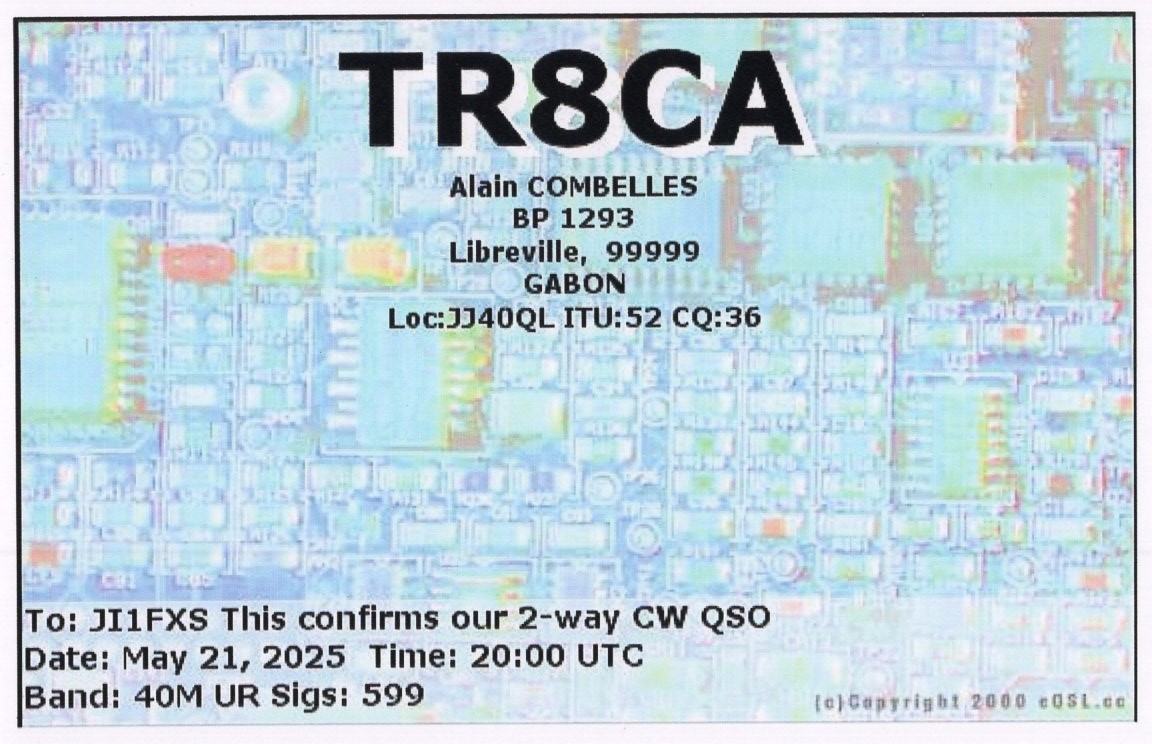 TR8CA
Alain COMBELLES
BP 1293
Libreville, 99999
GABON
Loc:JJ40QL ITU:52 CQ:36
To: JI1FXS This confirms our 2-way CW QSO
Date: May 21, 2025 Time: 20:00 UTC
Band: 40M UR Sigs: 599
(c)Copyright 2000 eQSL.cc